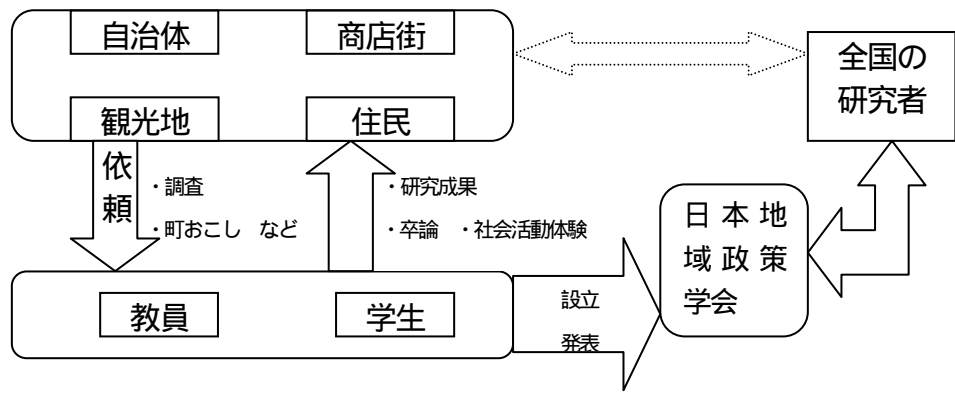 自治体
商店街
観光地
住民
全国の
研究者
依
頼
・調査
・町おこし　など
・研究成果
・卒論　・社会活動体験
日本地
域政策
学会
教員
学生
設立
発表